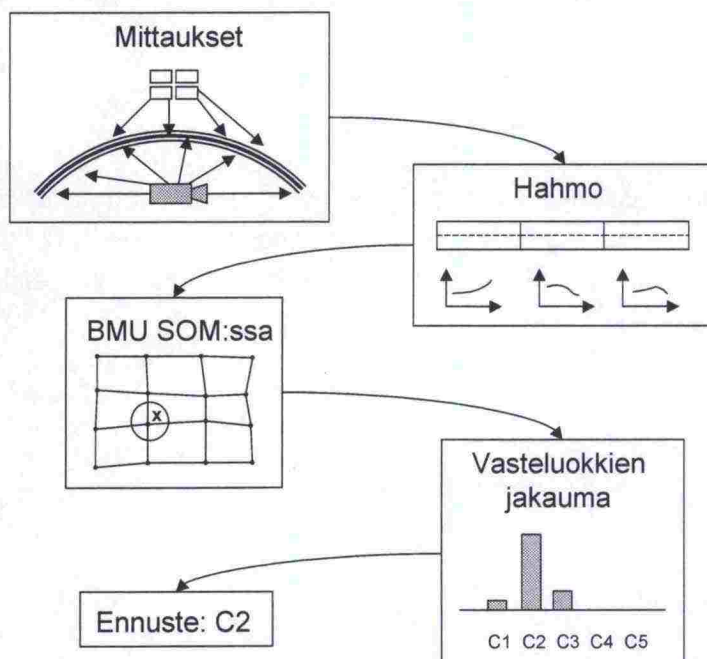 Mittaukset
Hahmo
BMU SOM:ssa
x
Vasteluokkien
jakauma
C1 C2 C3 C4 C5
Ennuste: C2